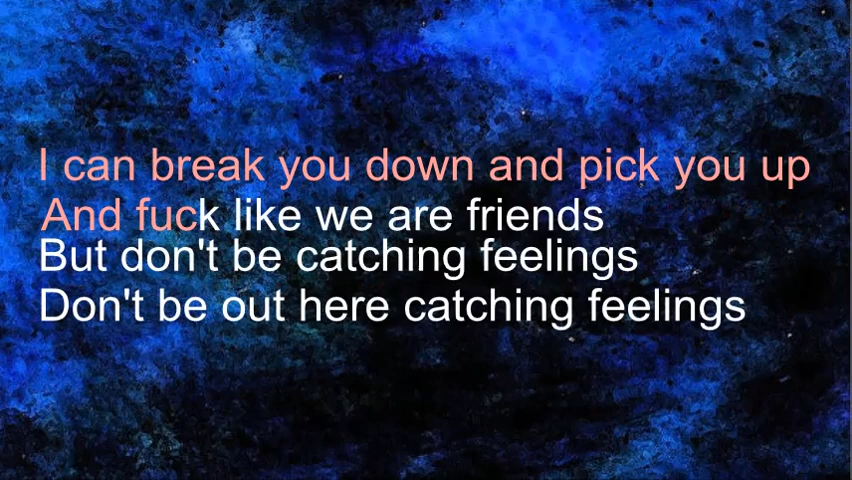 I can break you down and pick you up
And fuck like we are friends
But don't be catching feelings
Don't be out here catching feelings